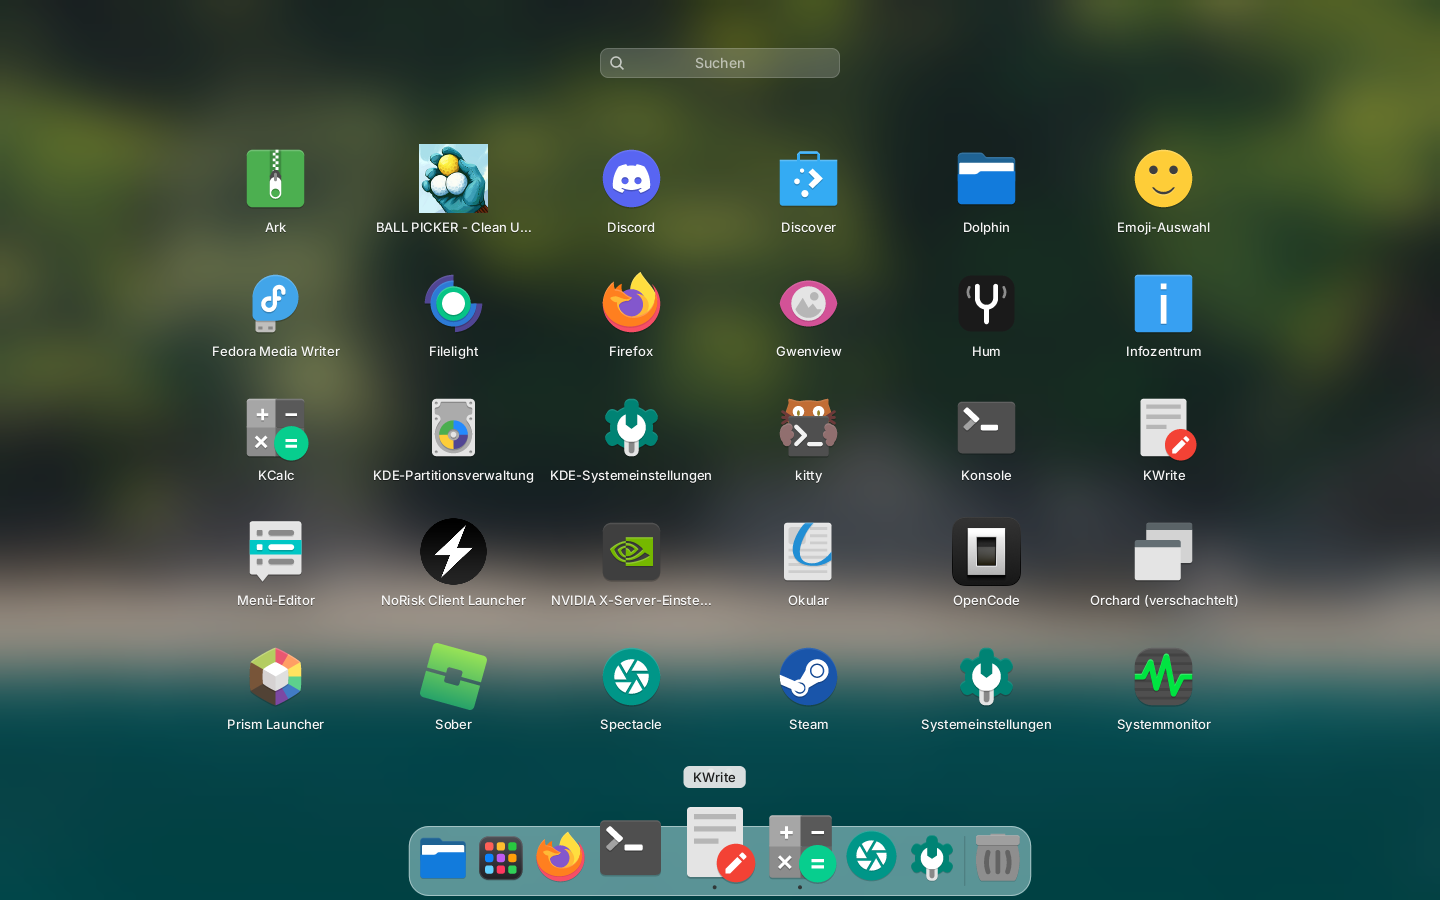 Suchen
Ark
BALL PICKER - Clean U...
Discord
Discover
Dolphin
Emoji-Auswahl
Fedora Media Writer
Filelight
Firefox
Gwenview
Hum
Infozentrum
KCalc
KDE-Partitionsverwaltung
KDE-Systemeinstellungen
kitty
Konsole
KWrite
Menü-Editor
NoRisk Client Launcher
NVIDIA X-Server-Einste...
Okular
OpenCode
Orchard (verschachtelt)
Prism Launcher
Sober
Spectacle
Steam
Systemeinstellungen
Systemmonitor
KWrite